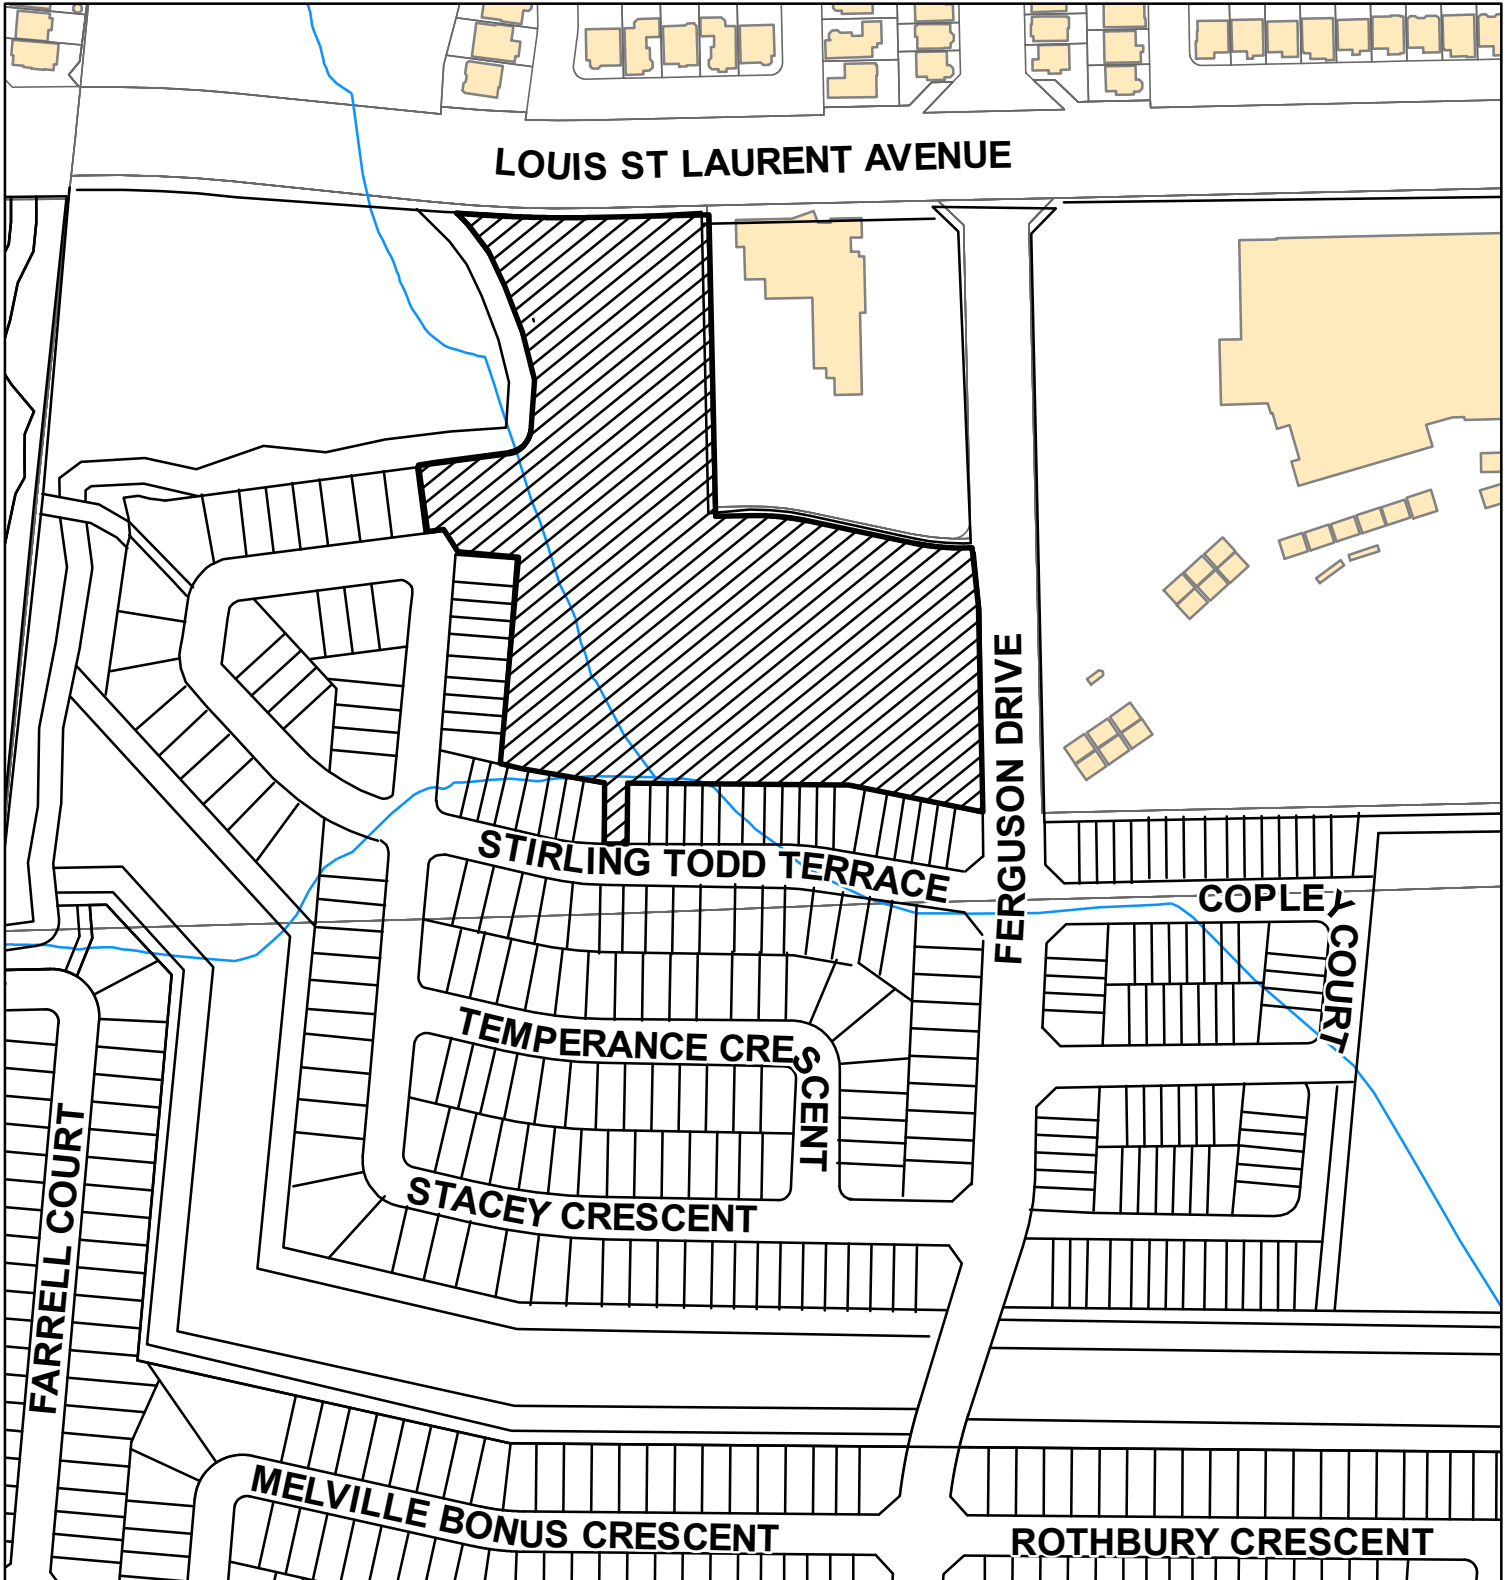 LOUIS ST LAURENT AVENUE
FERGUSON DRIVE
STIRLING TODD TERRACE
COPLEY COURT
TEMPERANCE CRESCENT
STACEY CRESCENT
FARRELL COURT
MELVILLE BONUS CRESCENT
ROTHBURY CRESCENT